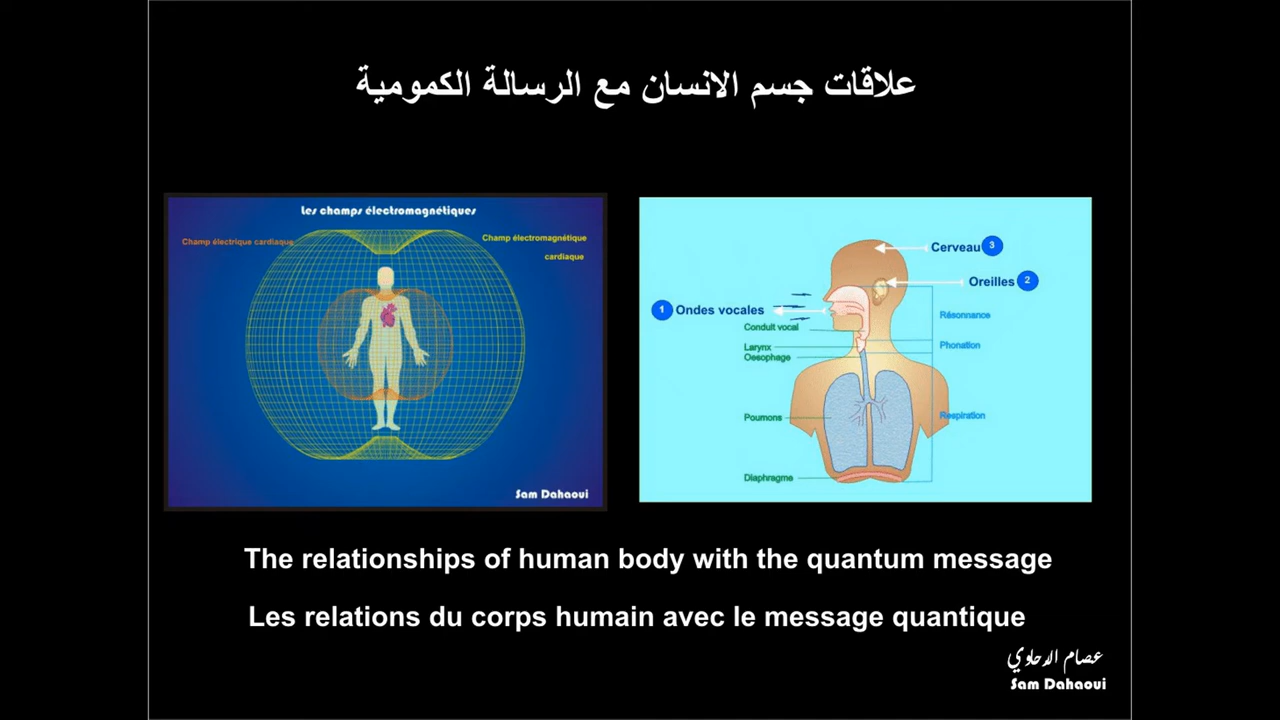 علاقات جسم الانسان مع الرسالة الكمومية
Les champs électromagnétiques
Champ électrique cardiaque
Champ électromagnétique
cardiaque
Sam Dahaoui
Cerveau 3
Oreilles 2
1 Ondes vocales
Résonnance
Conduit vocal
Larynx
Phonation
Oesophage
Poumons
Respiration
Diaphragme
The relationships of human body with the quantum message
Les relations du corps humain avec le message quantique
عصام الدحاوي
Sam Dahaoui